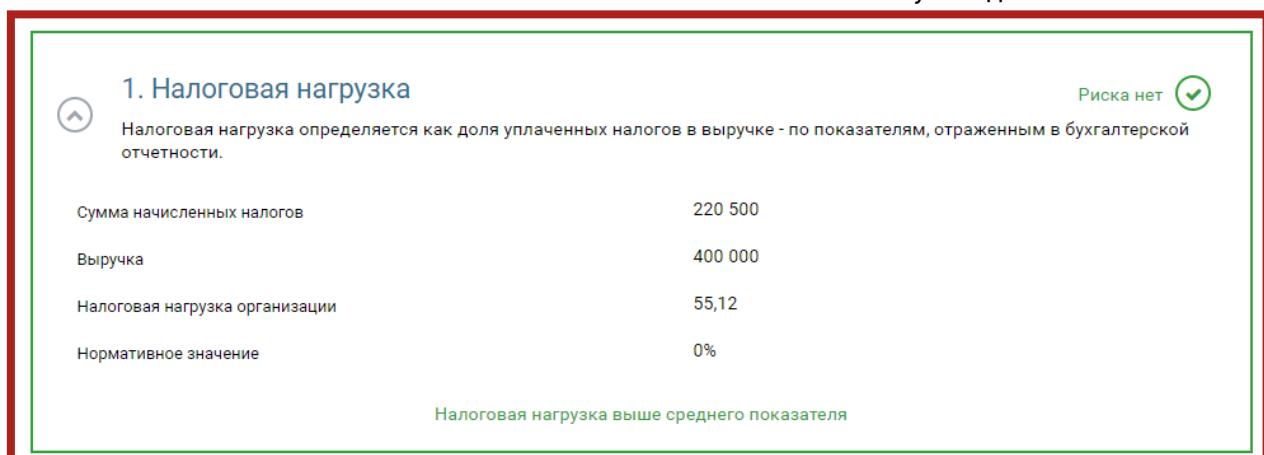 1. Налоговая нагрузка
Риска нет
Налоговая нагрузка определяется как доля уплаченных налогов в выручке - по показателям, отраженным в бухгалтерской
отчетности.
Сумма начисленных налогов 220 500
Выручка 400 000
Налоговая нагрузка организации 55,12
Нормативное значение 0%
Налоговая нагрузка выше среднего показателя